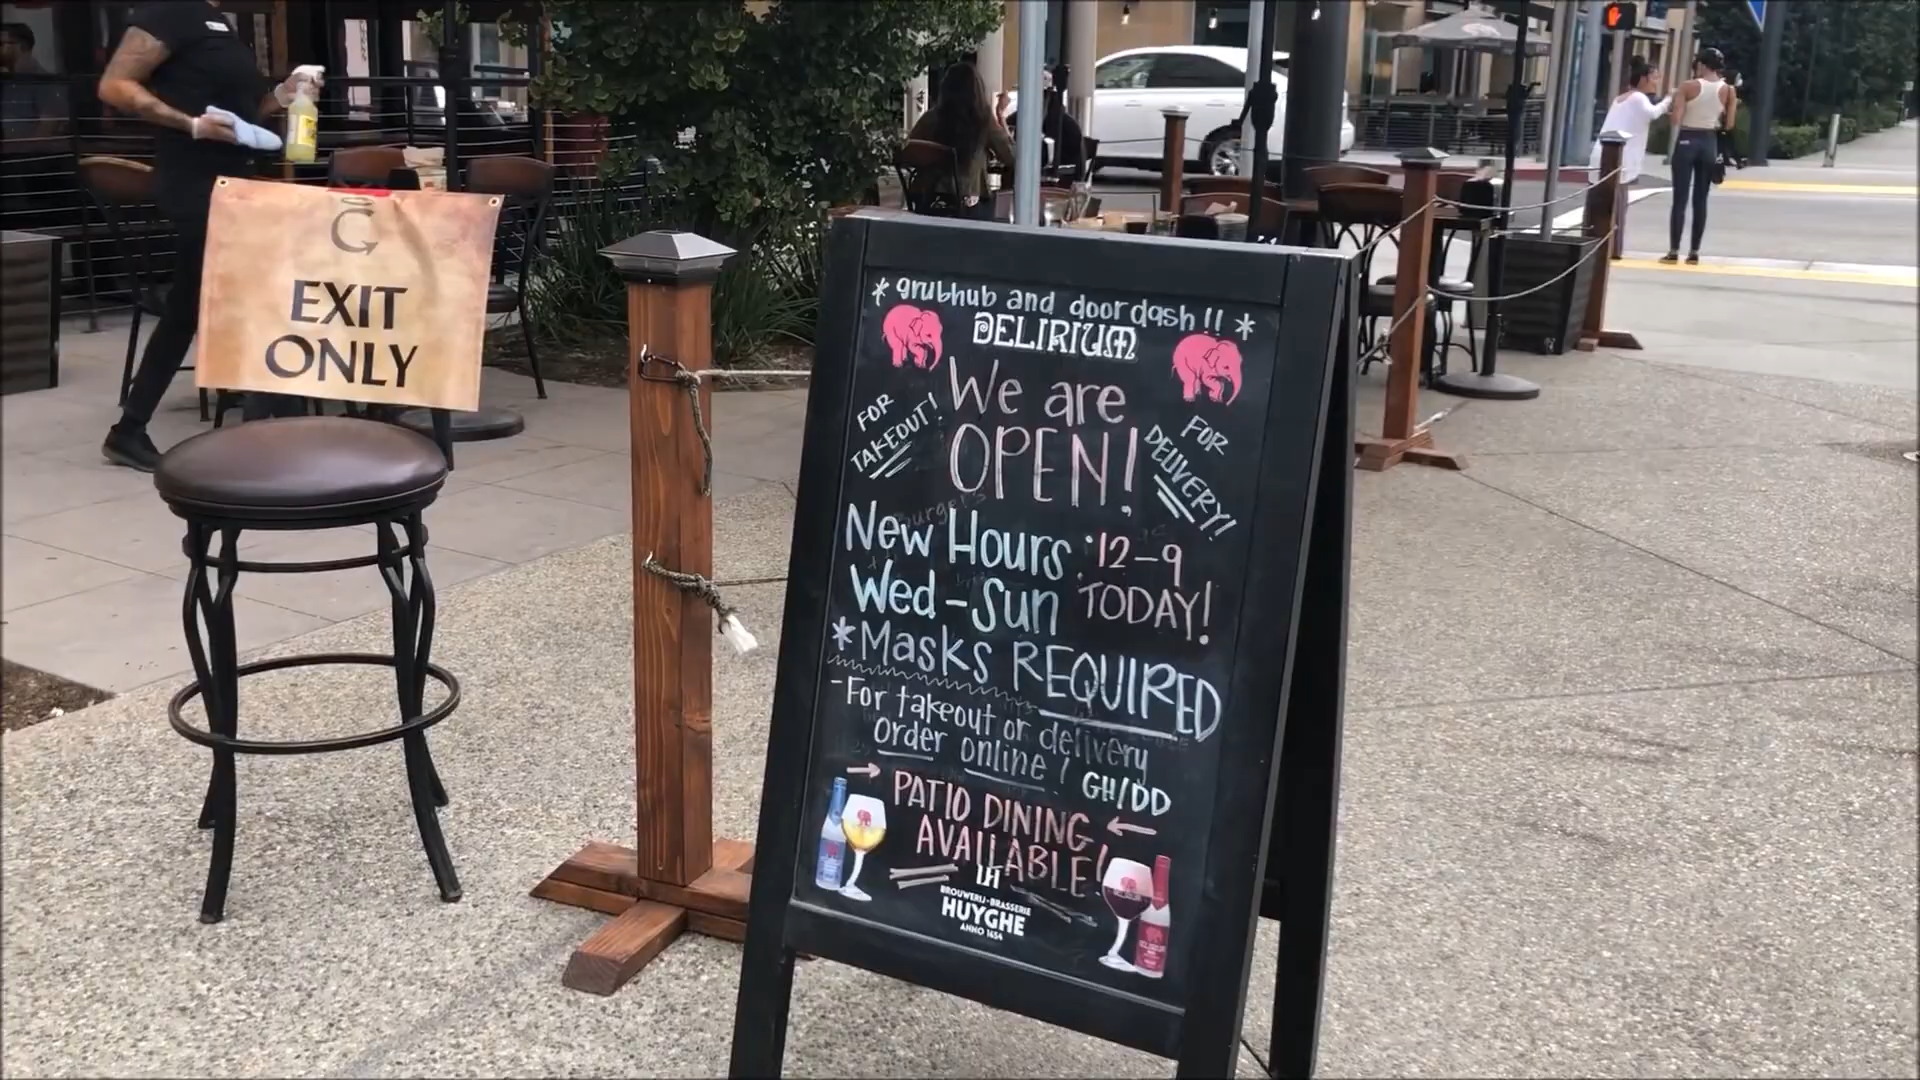 EXIT
ONLY
* grubhub and doordash!! *
DELIRIUM
We are
OPEN!
FOR
TAKEOUT!
FOR
DELIVERY!
New Hours :12-9
Wed-Sun TODAY!
*Masks REQUIRED
-For takeout or delivery
order online! GH/DD
→ PATIO DINING ←
AVAILABLE!
BROUWERIJ-BRASSERIE
HUYGHE
ANNO 1654